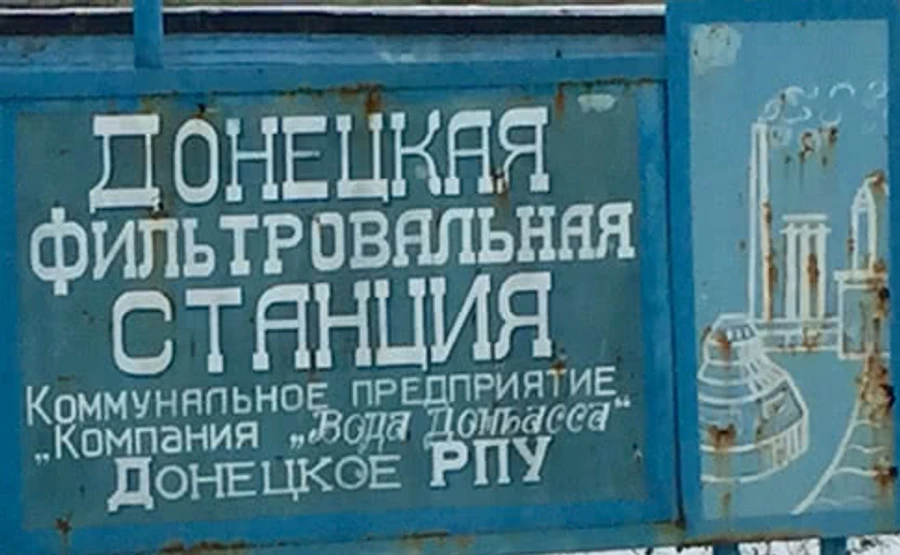 ДОНЕЦКАЯ
ФИЛЬТРОВАЛЬНАЯ
СТАНЦИЯ
КОММУНАЛЬНОЕ ПРЕДПРИЯТИЕ
„КОМПАНИЯ „Вода Донбасса“
ДОНЕЦКОЕ РПУ